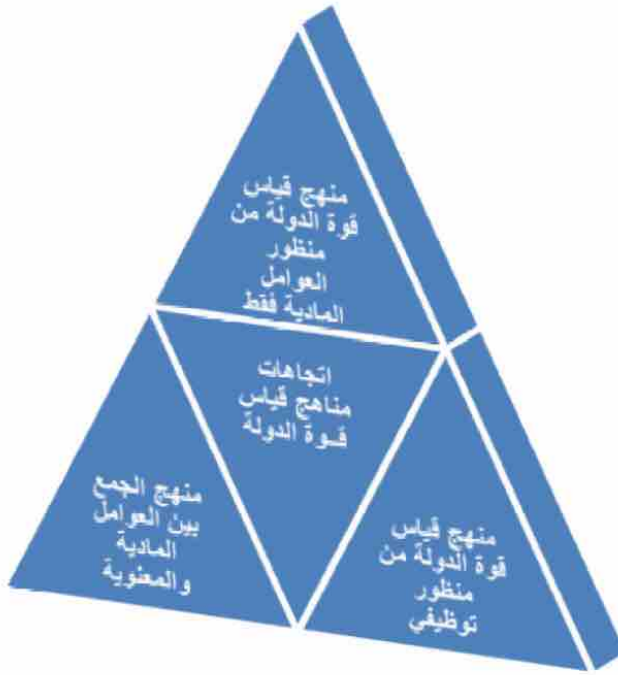 منهج قياس
قوة الدولة من
منظور
العوامل
المادية فقط
اتجاهات
مناهج قياس
قــوة الدولة
منهج الجمع
بين العوامل
المادية
والمعنوية
منهج قياس
قوة الدولة من
منظور
توظيفي